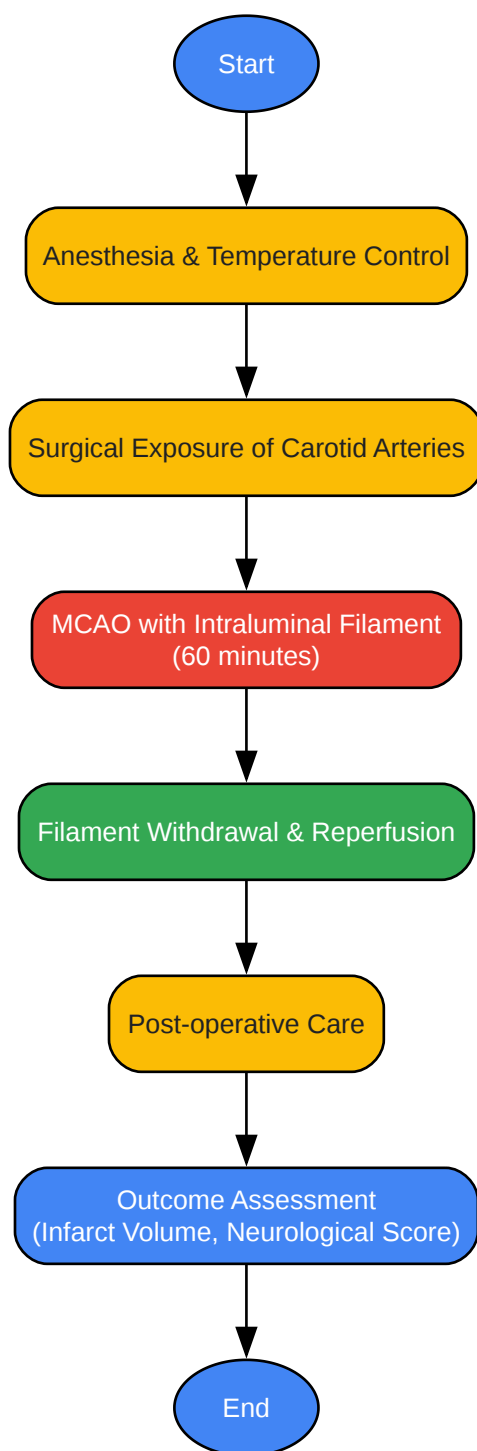 Start
Anesthesia & Temperature Control
Surgical Exposure of Carotid Arteries
MCAO with Intraluminal Filament
(60 minutes)
Filament Withdrawal & Reperfusion
Post-operative Care
Outcome Assessment
(Infarct Volume, Neurological Score)
End